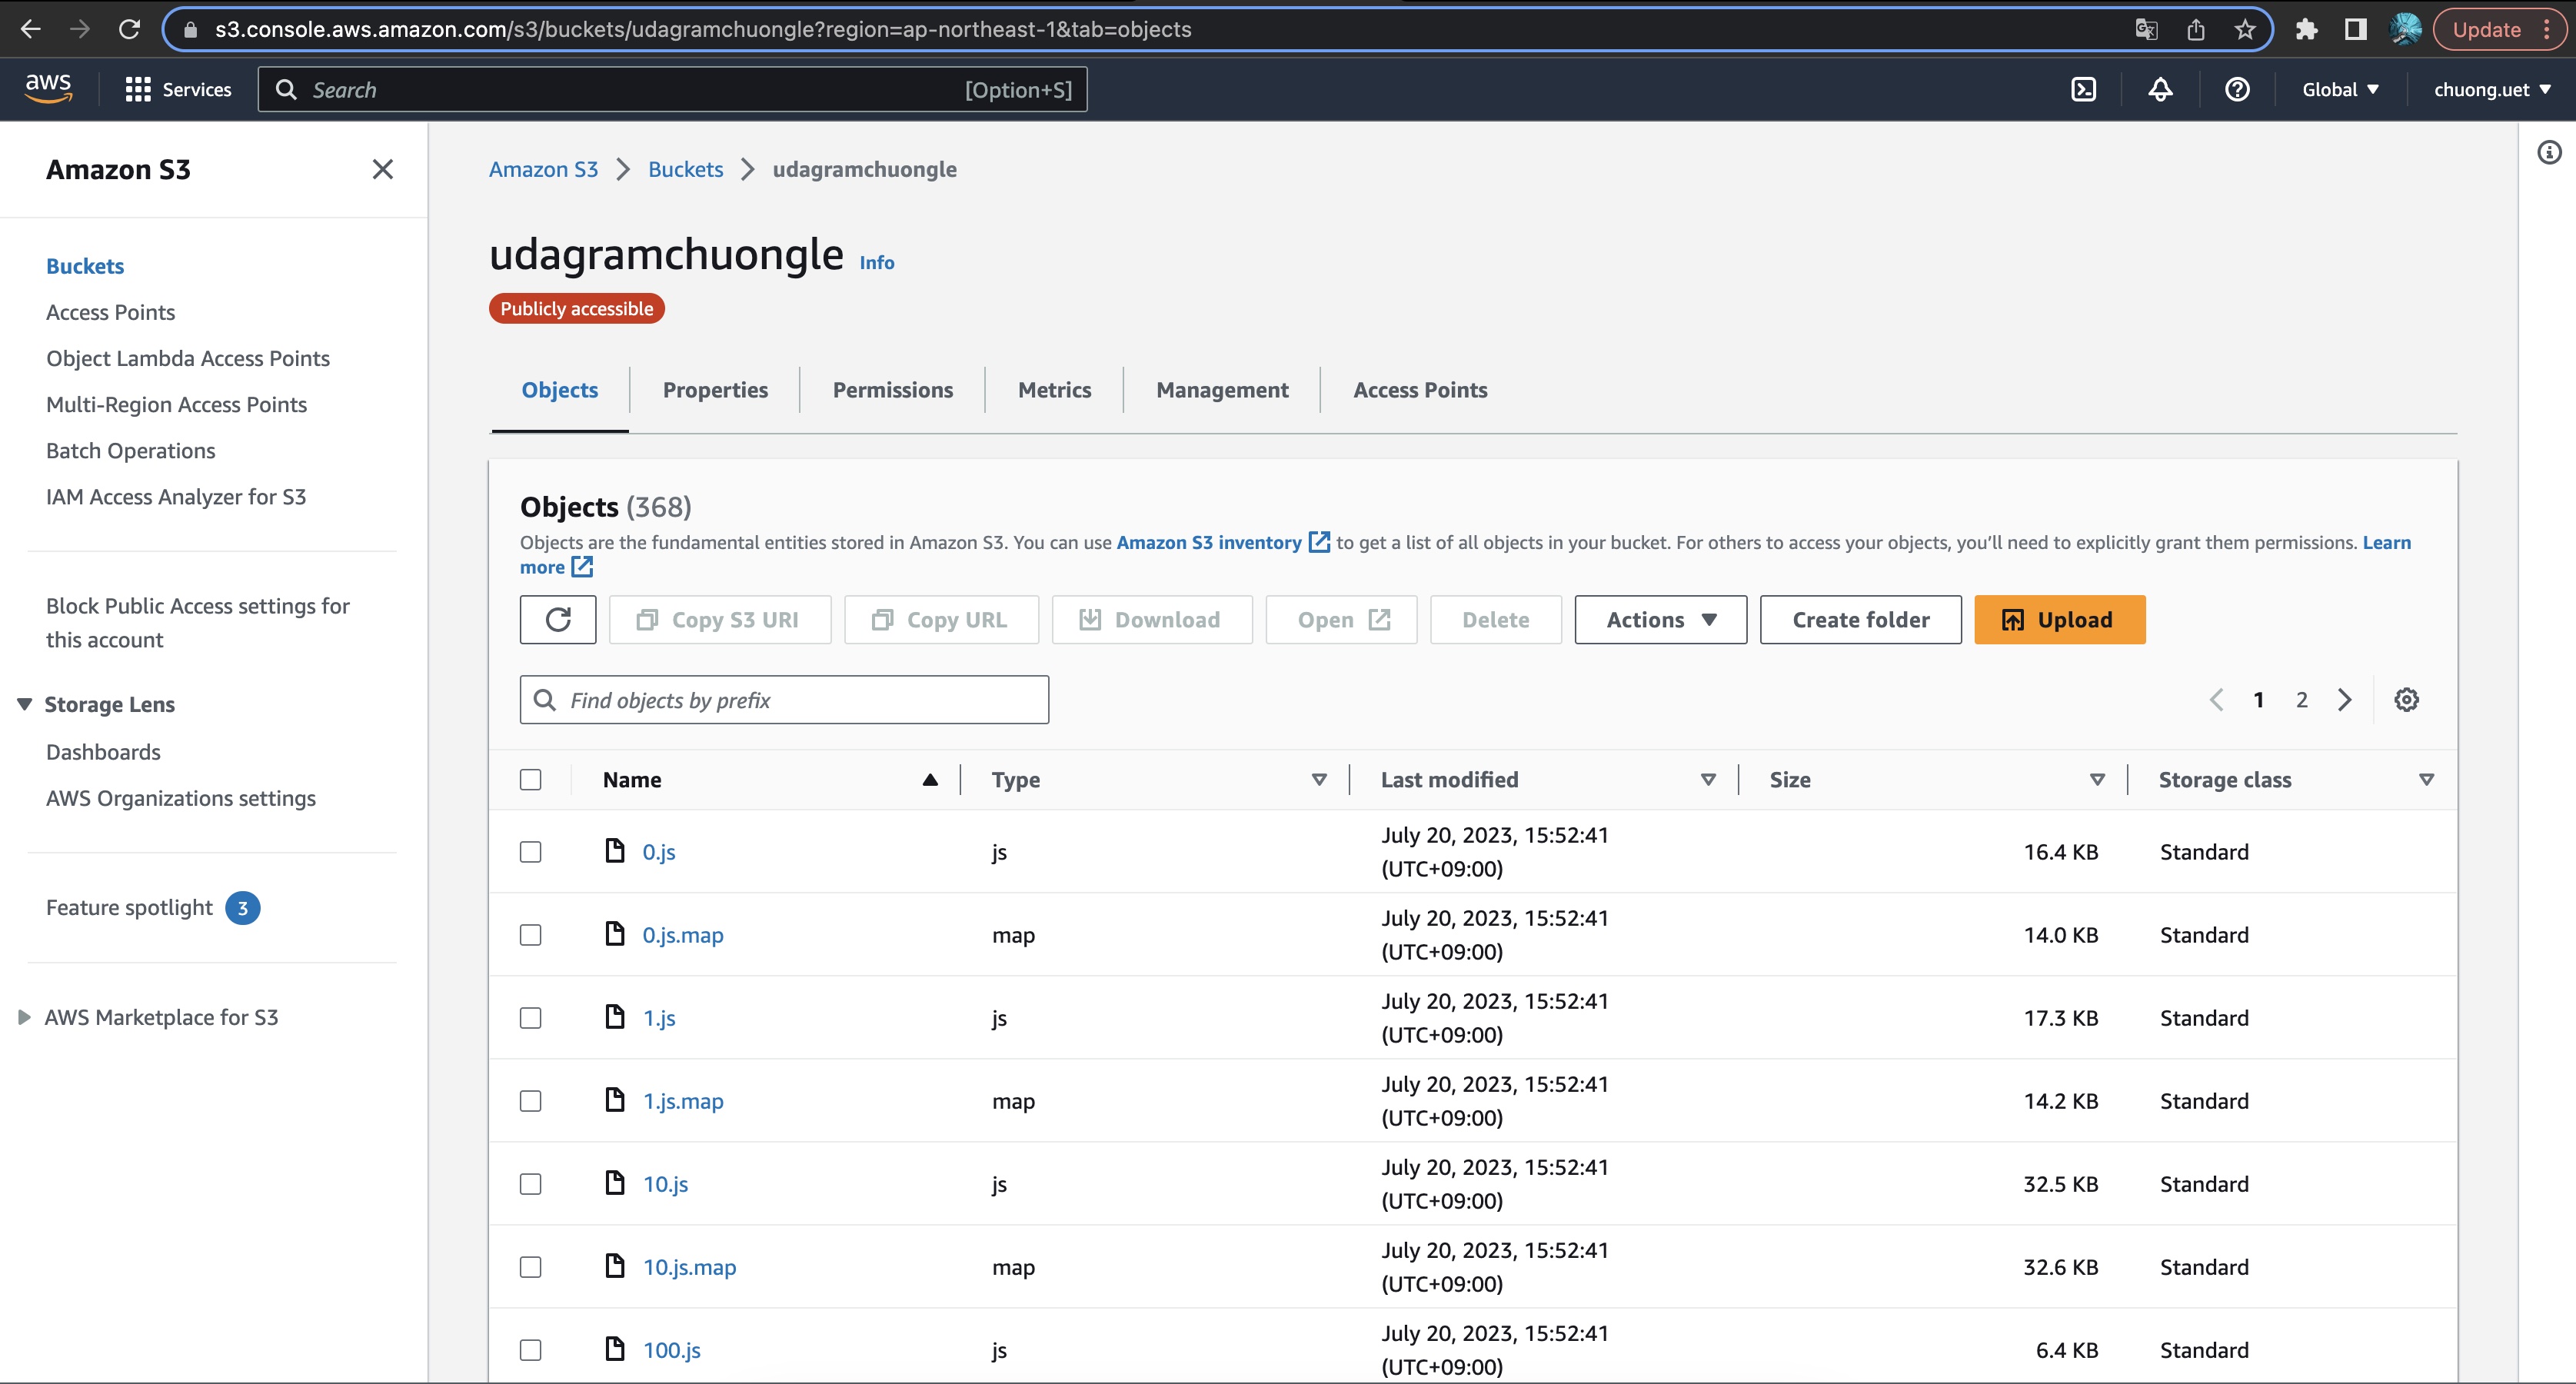 s3.console.aws.amazon.com/s3/buckets/udagramchuongle?region=ap-northeast-1&tab=objects
Update
aws
Services
Search
[Option+S]
Global
chuong.uet
Amazon S3
Buckets
Access Points
Object Lambda Access Points
Multi-Region Access Points
Batch Operations
IAM Access Analyzer for S3
Block Public Access settings for
this account
Storage Lens
Dashboards
AWS Organizations settings
Feature spotlight 3
AWS Marketplace for S3
Amazon S3 > Buckets > udagramchuongle
udagramchuongle Info
Publicly accessible
Objects Properties Permissions Metrics Management Access Points
Objects (368)
Objects are the fundamental entities stored in Amazon S3. You can use Amazon S3 inventory to get a list of all objects in your bucket. For others to access your objects, you’ll need to explicitly grant them permissions. Learn
more
Copy S3 URI Copy URL Download Open Delete Actions Create folder Upload
Find objects by prefix
1 2
Name Type Last modified Size Storage class
0.js js July 20, 2023, 15:52:41 (UTC+09:00) 16.4 KB Standard
0.js.map map July 20, 2023, 15:52:41 (UTC+09:00) 14.0 KB Standard
1.js js July 20, 2023, 15:52:41 (UTC+09:00) 17.3 KB Standard
1.js.map map July 20, 2023, 15:52:41 (UTC+09:00) 14.2 KB Standard
10.js js July 20, 2023, 15:52:41 (UTC+09:00) 32.5 KB Standard
10.js.map map July 20, 2023, 15:52:41 (UTC+09:00) 32.6 KB Standard
100.js js July 20, 2023, 15:52:41 (UTC+09:00) 6.4 KB Standard